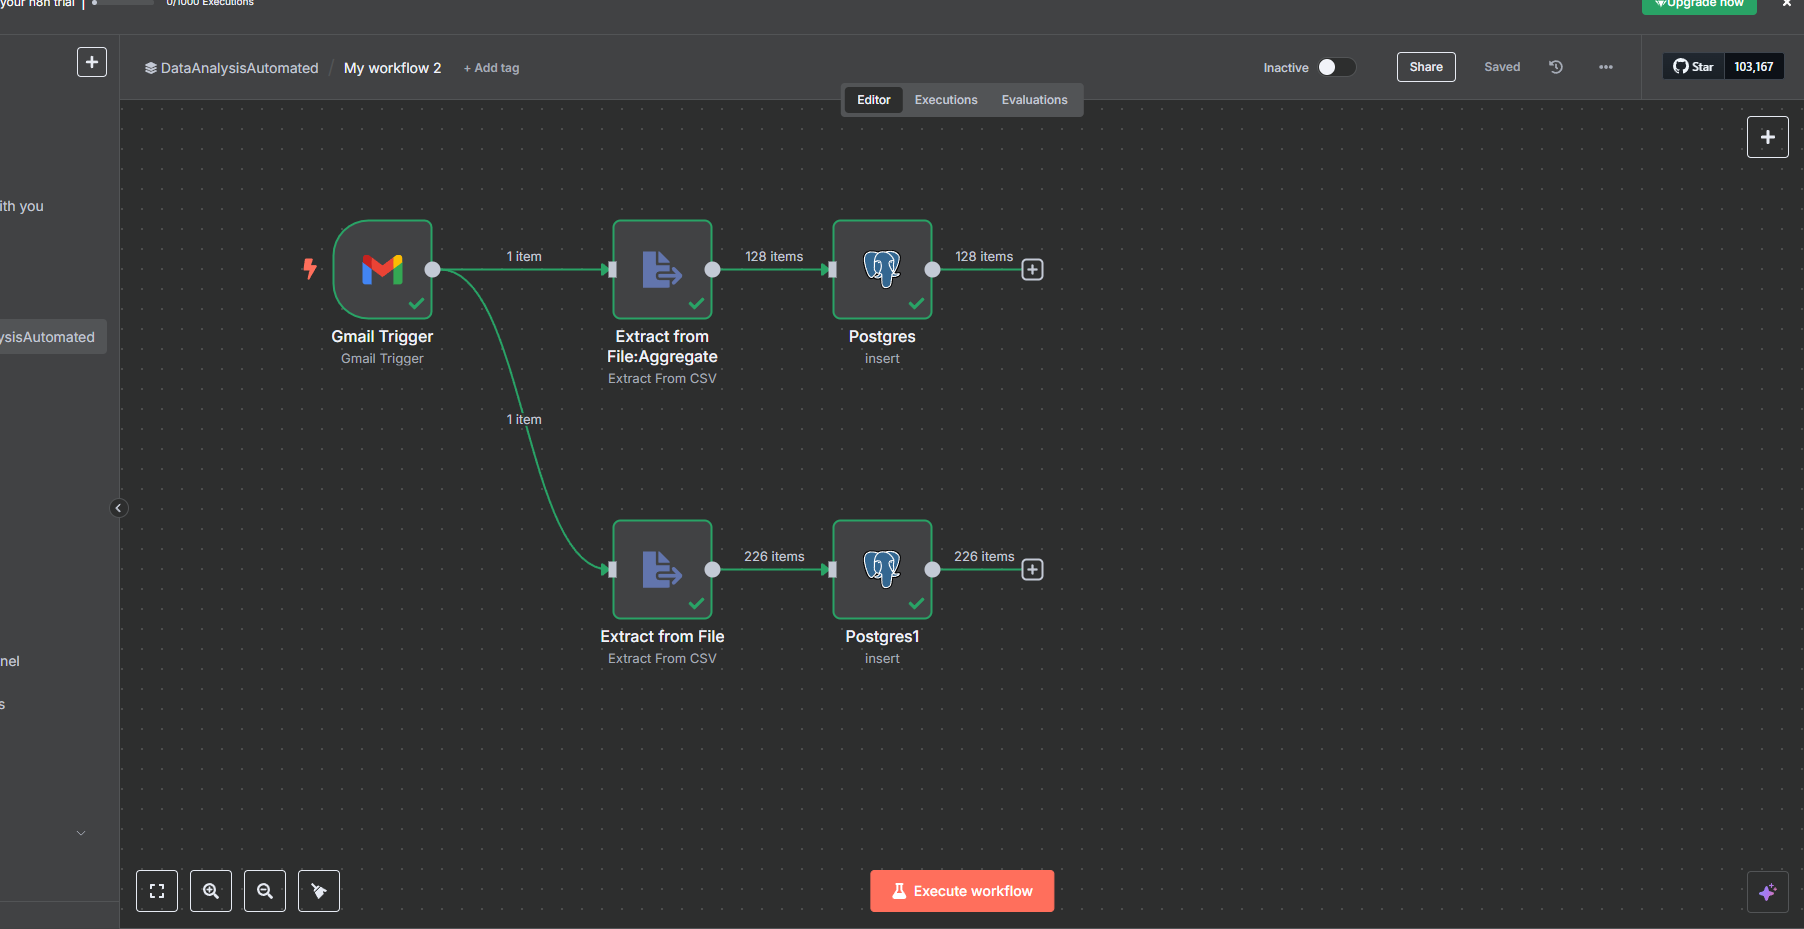 your n8n trial
0/1000 Executions
Upgrade now
DataAnalysisAutomated / My workflow 2 + Add tag
Inactive
Share
Saved
Star 103,167
Editor Executions Evaluations
ith you
ysisAutomated
nel
s
1 item
128 items
128 items
Gmail Trigger
Gmail Trigger
Extract from
File:Aggregate
Extract From CSV
Postgres
insert
1 item
226 items
226 items
Extract from File
Extract From CSV
Postgres1
insert
Execute workflow